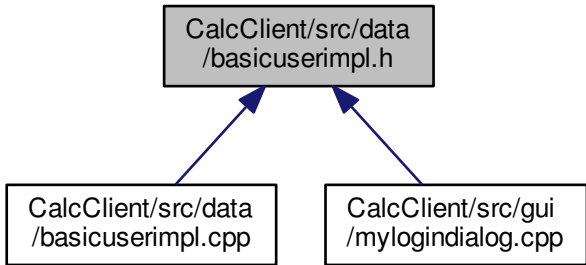 CalcClient/src/data
/basicuserimpl.h
CalcClient/src/data
/basicuserimpl.cpp
CalcClient/src/gui
/mylogindialog.cpp